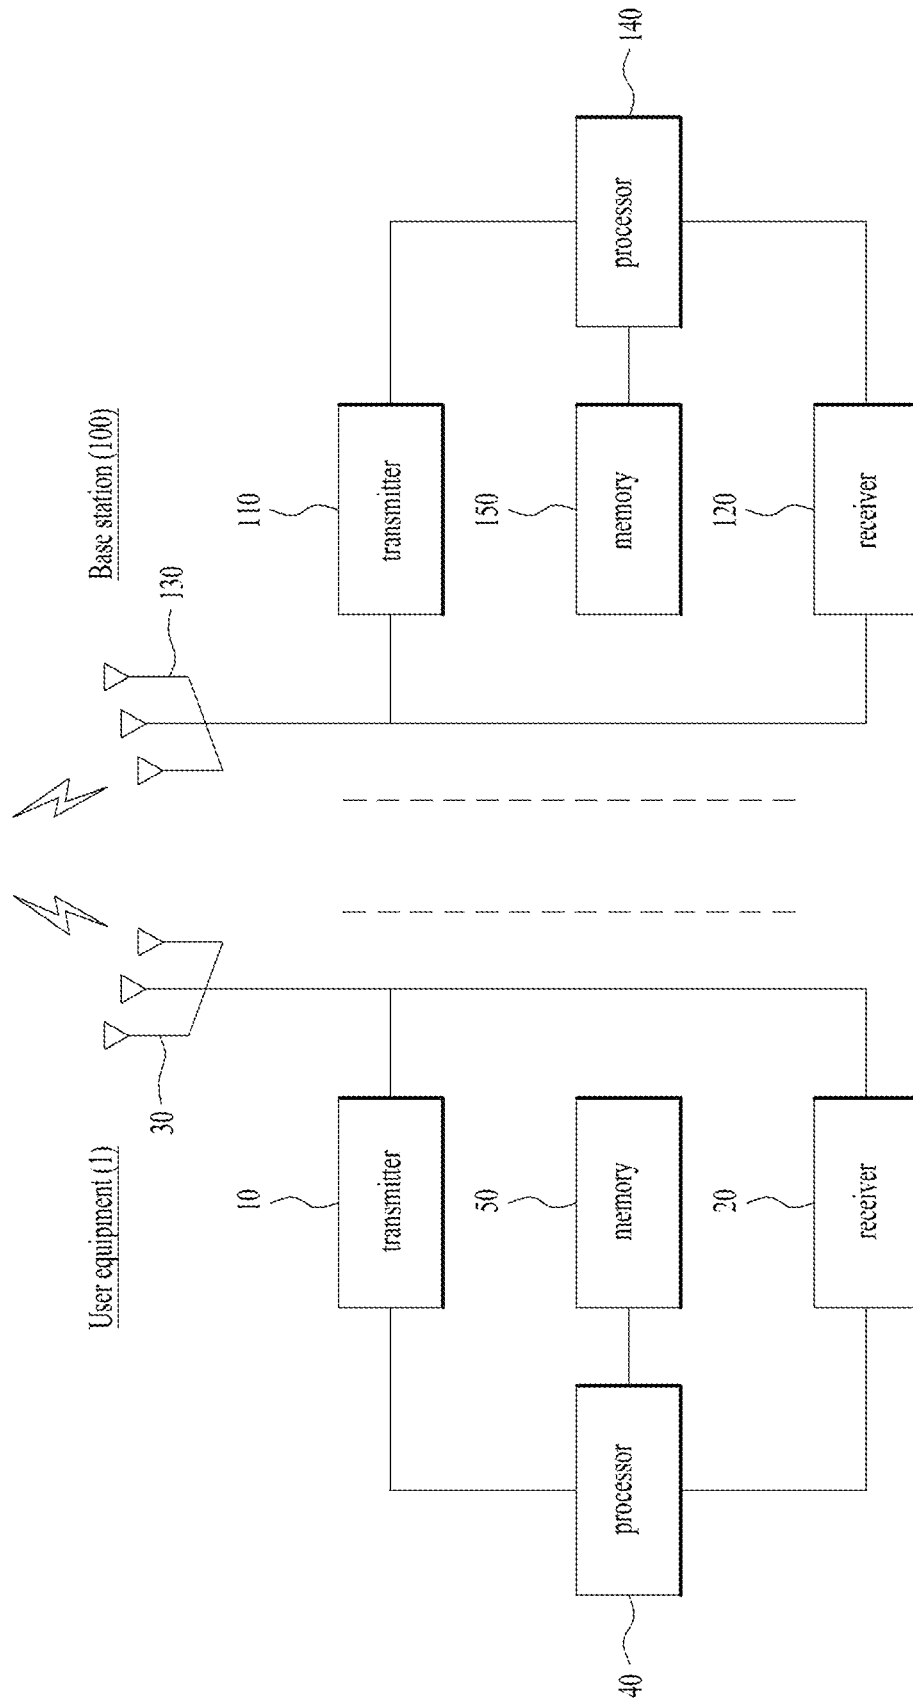 User equipment (1)
Base station (100)
30
130
10
110
transmitter
transmitter
40
processor
50
memory
150
memory
processor
140
20
120
receiver
receiver